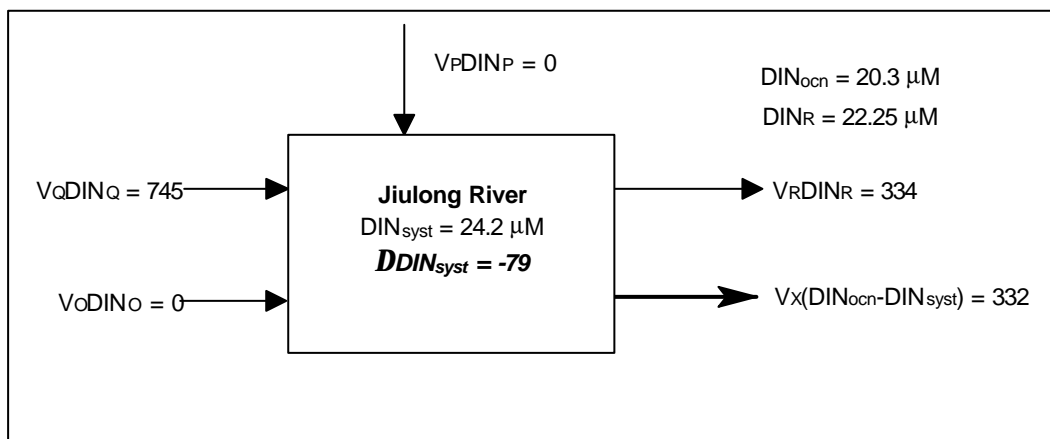 VPDINP = 0
DINocn = 20.3 μM
DINR = 22.25 μM
VQDINQ = 745
Jiulong River
DINsyst = 24.2 μM
DDINsyst = -79
VRDINR = 334
VODINO = 0
VX(DINocn-DINsyst) = 332